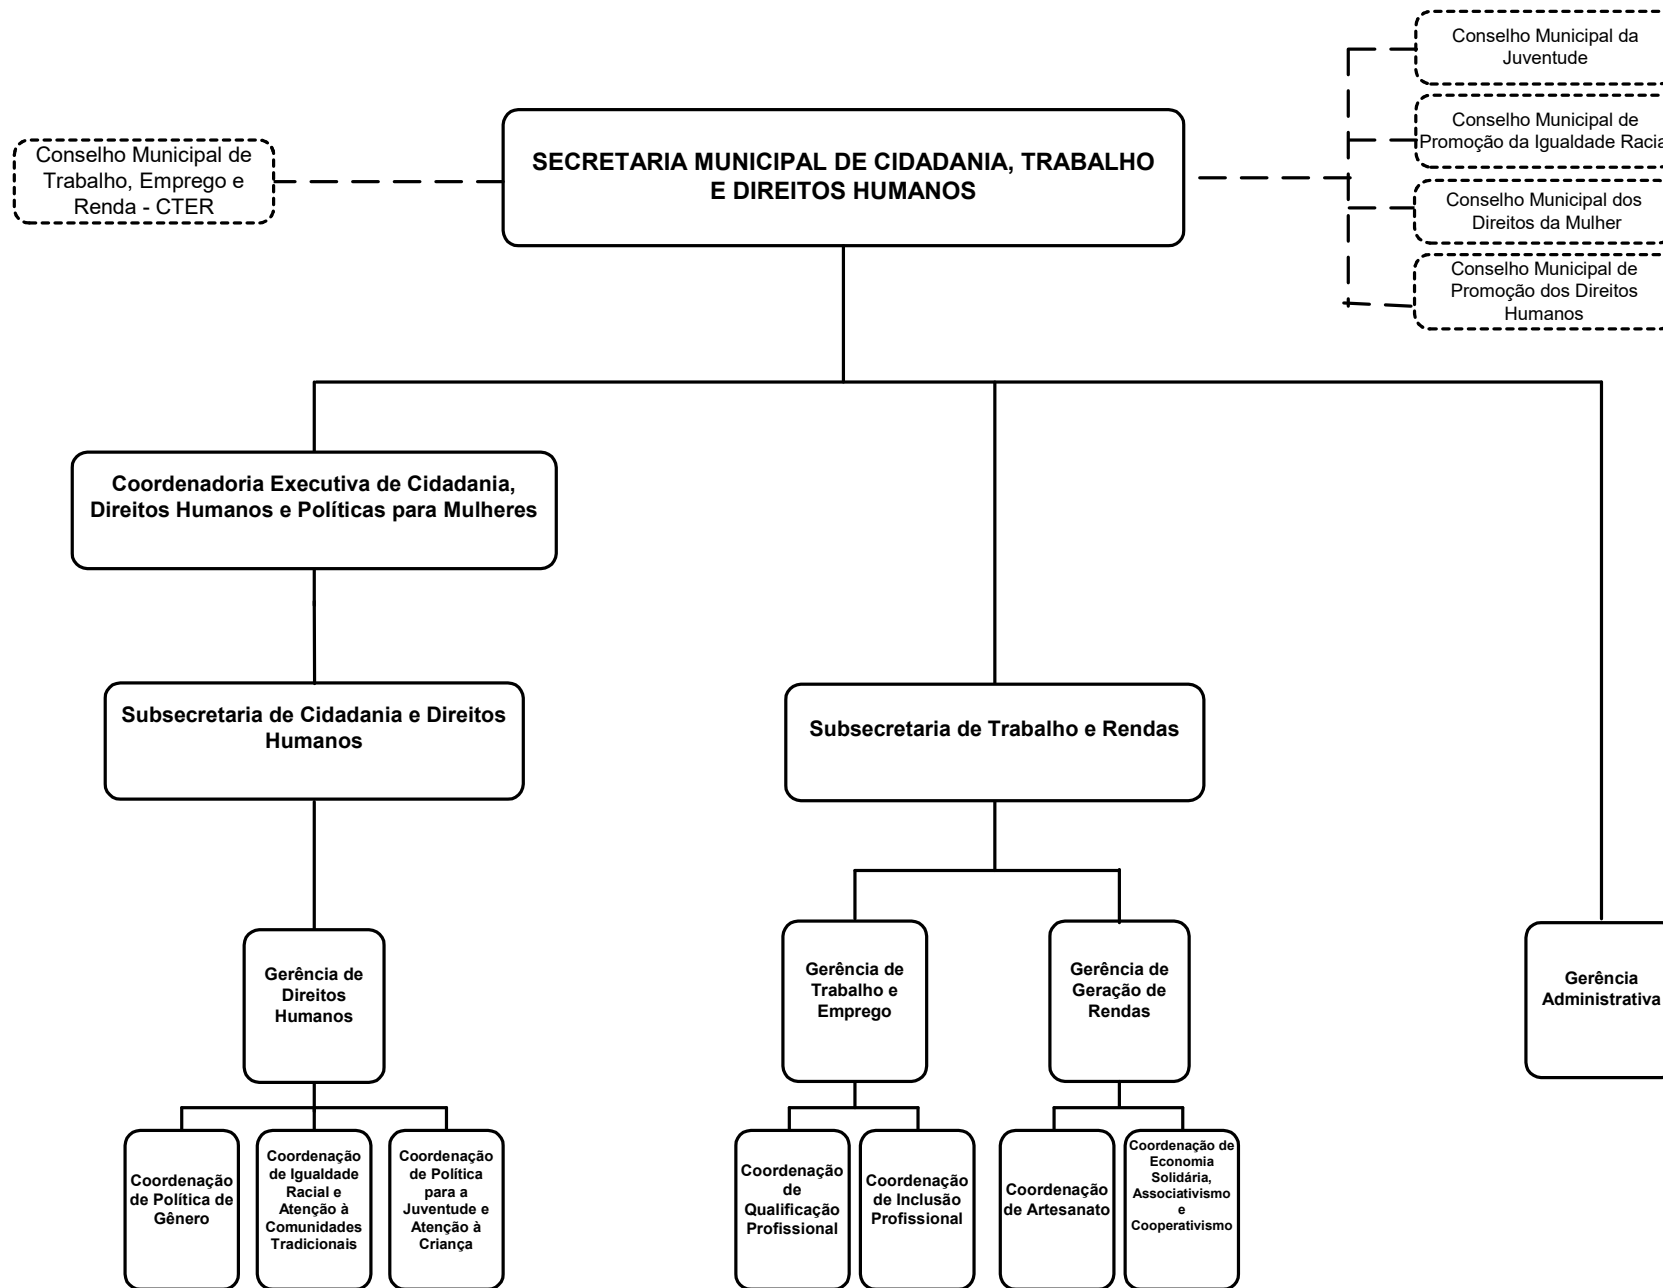 Conselho Municipal da
Juventude
Conselho Municipal de
Promoção da Igualdade Racia
Conselho Municipal dos
Direitos da Mulher
Conselho Municipal de
Promoção dos Direitos
Humanos
Conselho Municipal de
Trabalho, Emprego e
Renda - CTER
SECRETARIA MUNICIPAL DE CIDADANIA, TRABALHO
E DIREITOS HUMANOS
Coordenadoria Executiva de Cidadania,
Direitos Humanos e Políticas para Mulheres
Subsecretaria de Cidadania e Direitos
Humanos
Subsecretaria de Trabalho e Rendas
Gerência de
Direitos
Humanos
Gerência de
Trabalho e
Emprego
Gerência de
Geração de
Rendas
Gerência
Administrativa
Coordenação
de Política de
Gênero
Coordenação
de Igualdade
Racial e
Atenção à
Comunidades
Tradicionais
Coordenação
de Política
para a
Juventude e
Atenção à
Criança
Coordenação
de
Qualificação
Profissional
Coordenação
de Inclusão
Profissional
Coordenação
de Artesanato
Coordenação de
Economia
Solidária,
Associativismo
e
Cooperativismo